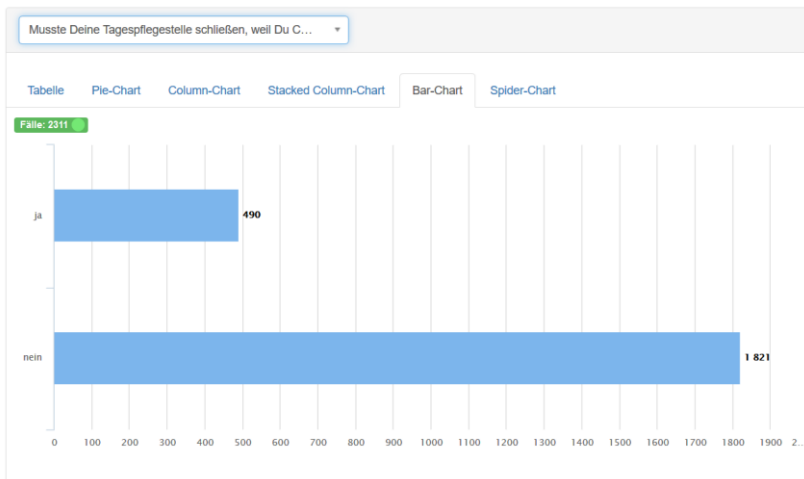 Musste Deine Tagespflegestelle schließen, weil Du C...
Tabelle Pie-Chart Column-Chart Stacked Column-Chart Bar-Chart Spider-Chart
Fälle: 2311
ja 490
nein 1 821
0 100 200 300 400 500 600 700 800 900 1000 1100 1200 1300 1400 1500 1600 1700 1800 1900 2...